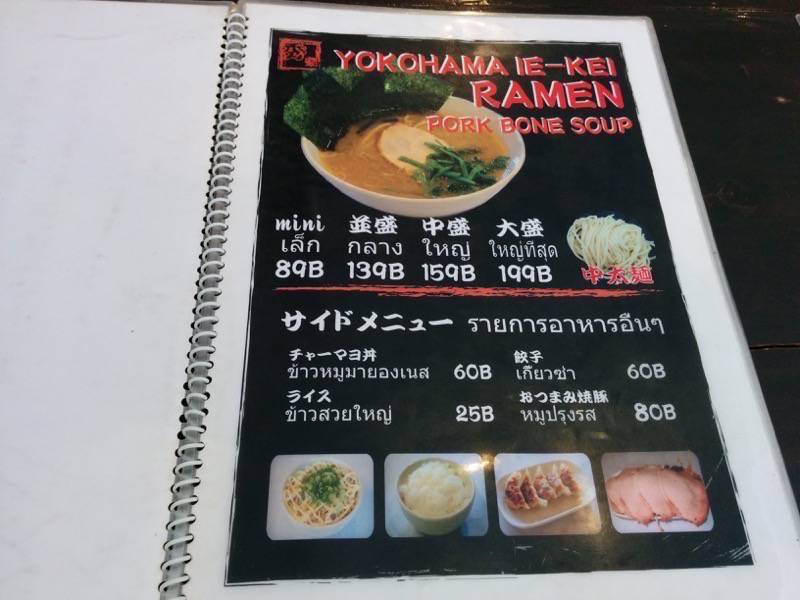 YOKOHAMA IE-KEI
RAMEN
PORK BONE SOUP
mini 並盛 中盛 大盛
เล็ก กลาง ใหญ่ ใหญ่ที่สุด
89B 139B 159B 199B
中太麺
サイドメニュー รายการอาหารอื่นๆ
チャーマヨ丼 餃子
ข้าวหมูมายองเนส 60B เกี๊ยวซ่า 60B
ライス おつまみ焼豚
ข้าวสวยใหญ่ 25B หมูปรุงรส 80B